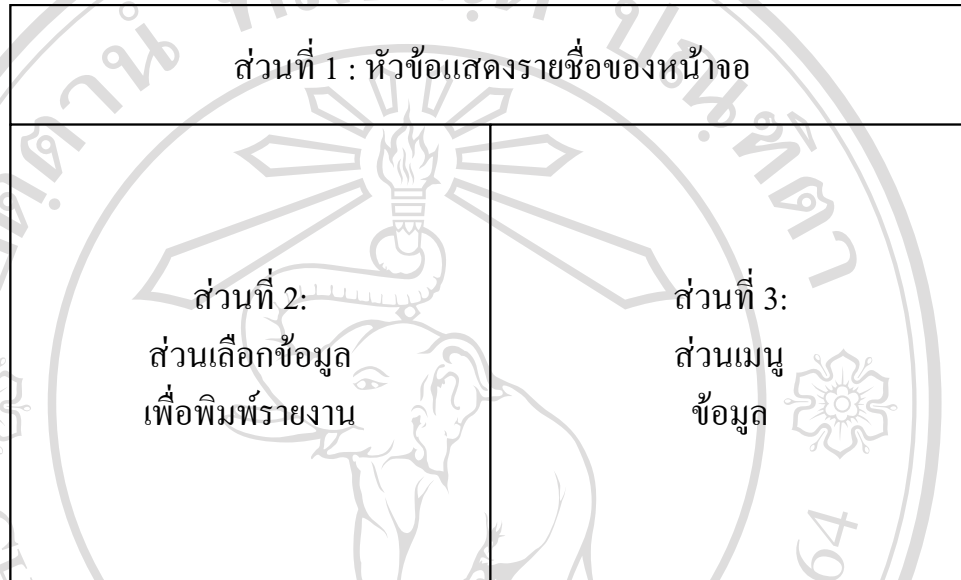 ส่วนที่ 1 : หัวข้อแสดงรายชื่อของหน้าจอ
ส่วนที่ 2:
ส่วนเลือกข้อมูล
เพื่อพิมพ์รายงาน
ส่วนที่ 3:
ส่วนเมนู
ข้อมูล
64